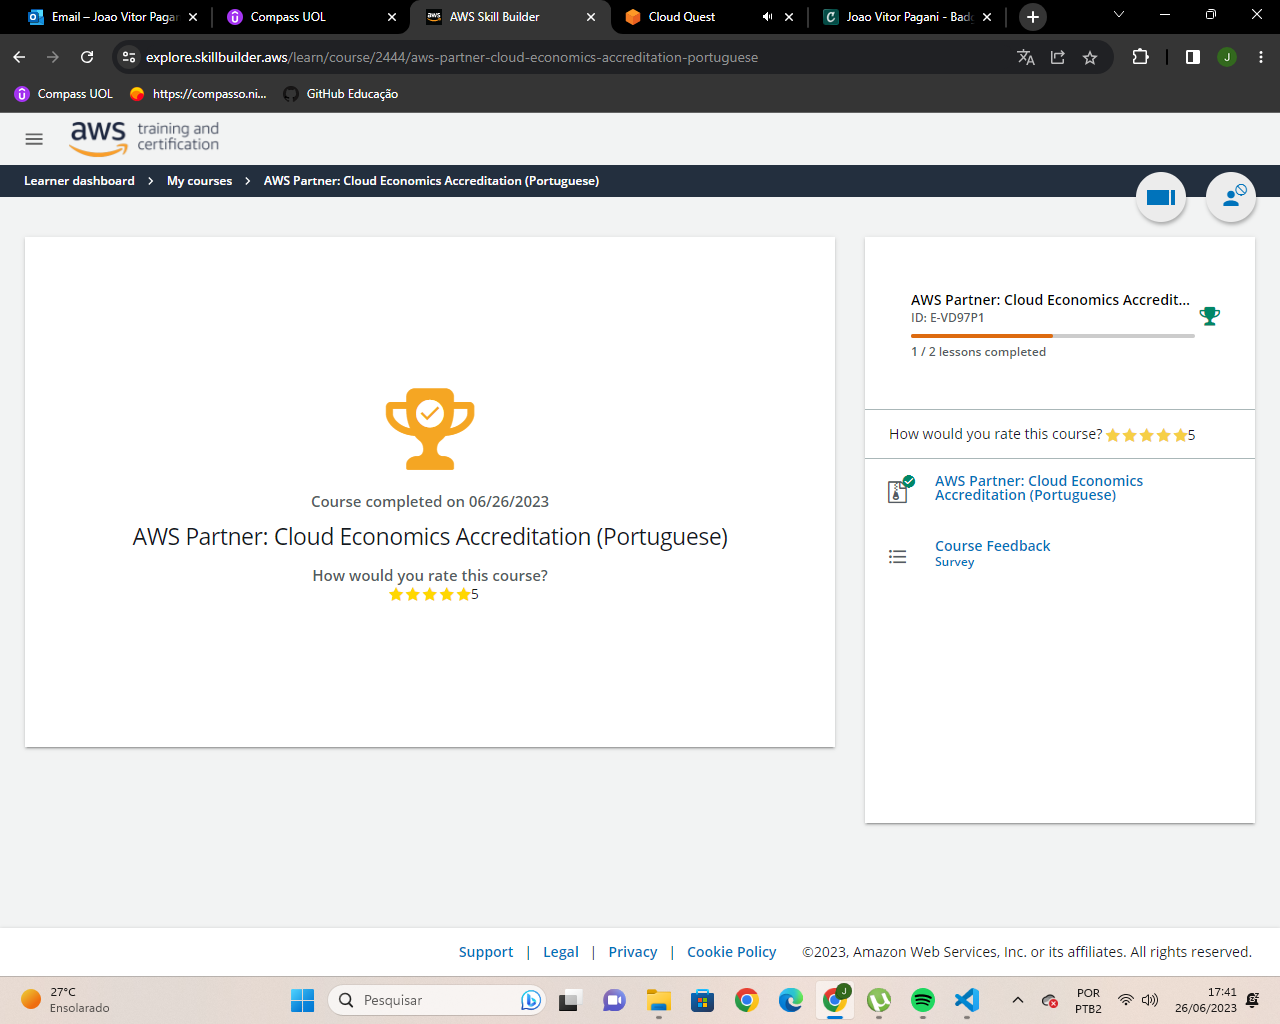 Email – Joao Vitor Pagan
Compass UOL
AWS Skill Builder
Cloud Quest
Joao Vitor Pagani - Badg
explore.skillbuilder.aws/learn/course/2444/aws-partner-cloud-economics-accreditation-portuguese
J
Compass UOL
https://compasso.ni...
GitHub Educação
aws training and certification
Learner dashboard > My courses > AWS Partner: Cloud Economics Accreditation (Portuguese)
Course completed on 06/26/2023
AWS Partner: Cloud Economics Accreditation (Portuguese)
How would you rate this course?
5
AWS Partner: Cloud Economics Accredit...
ID: E-VD97P1
1 / 2 lessons completed
How would you rate this course? 5
AWS Partner: Cloud Economics
Accreditation (Portuguese)
Course Feedback
Survey
Support | Legal | Privacy | Cookie Policy ©2023, Amazon Web Services, Inc. or its affiliates. All rights reserved.
27°C
Ensolarado
Pesquisar
J
POR
PTB2
17:41
26/06/2023